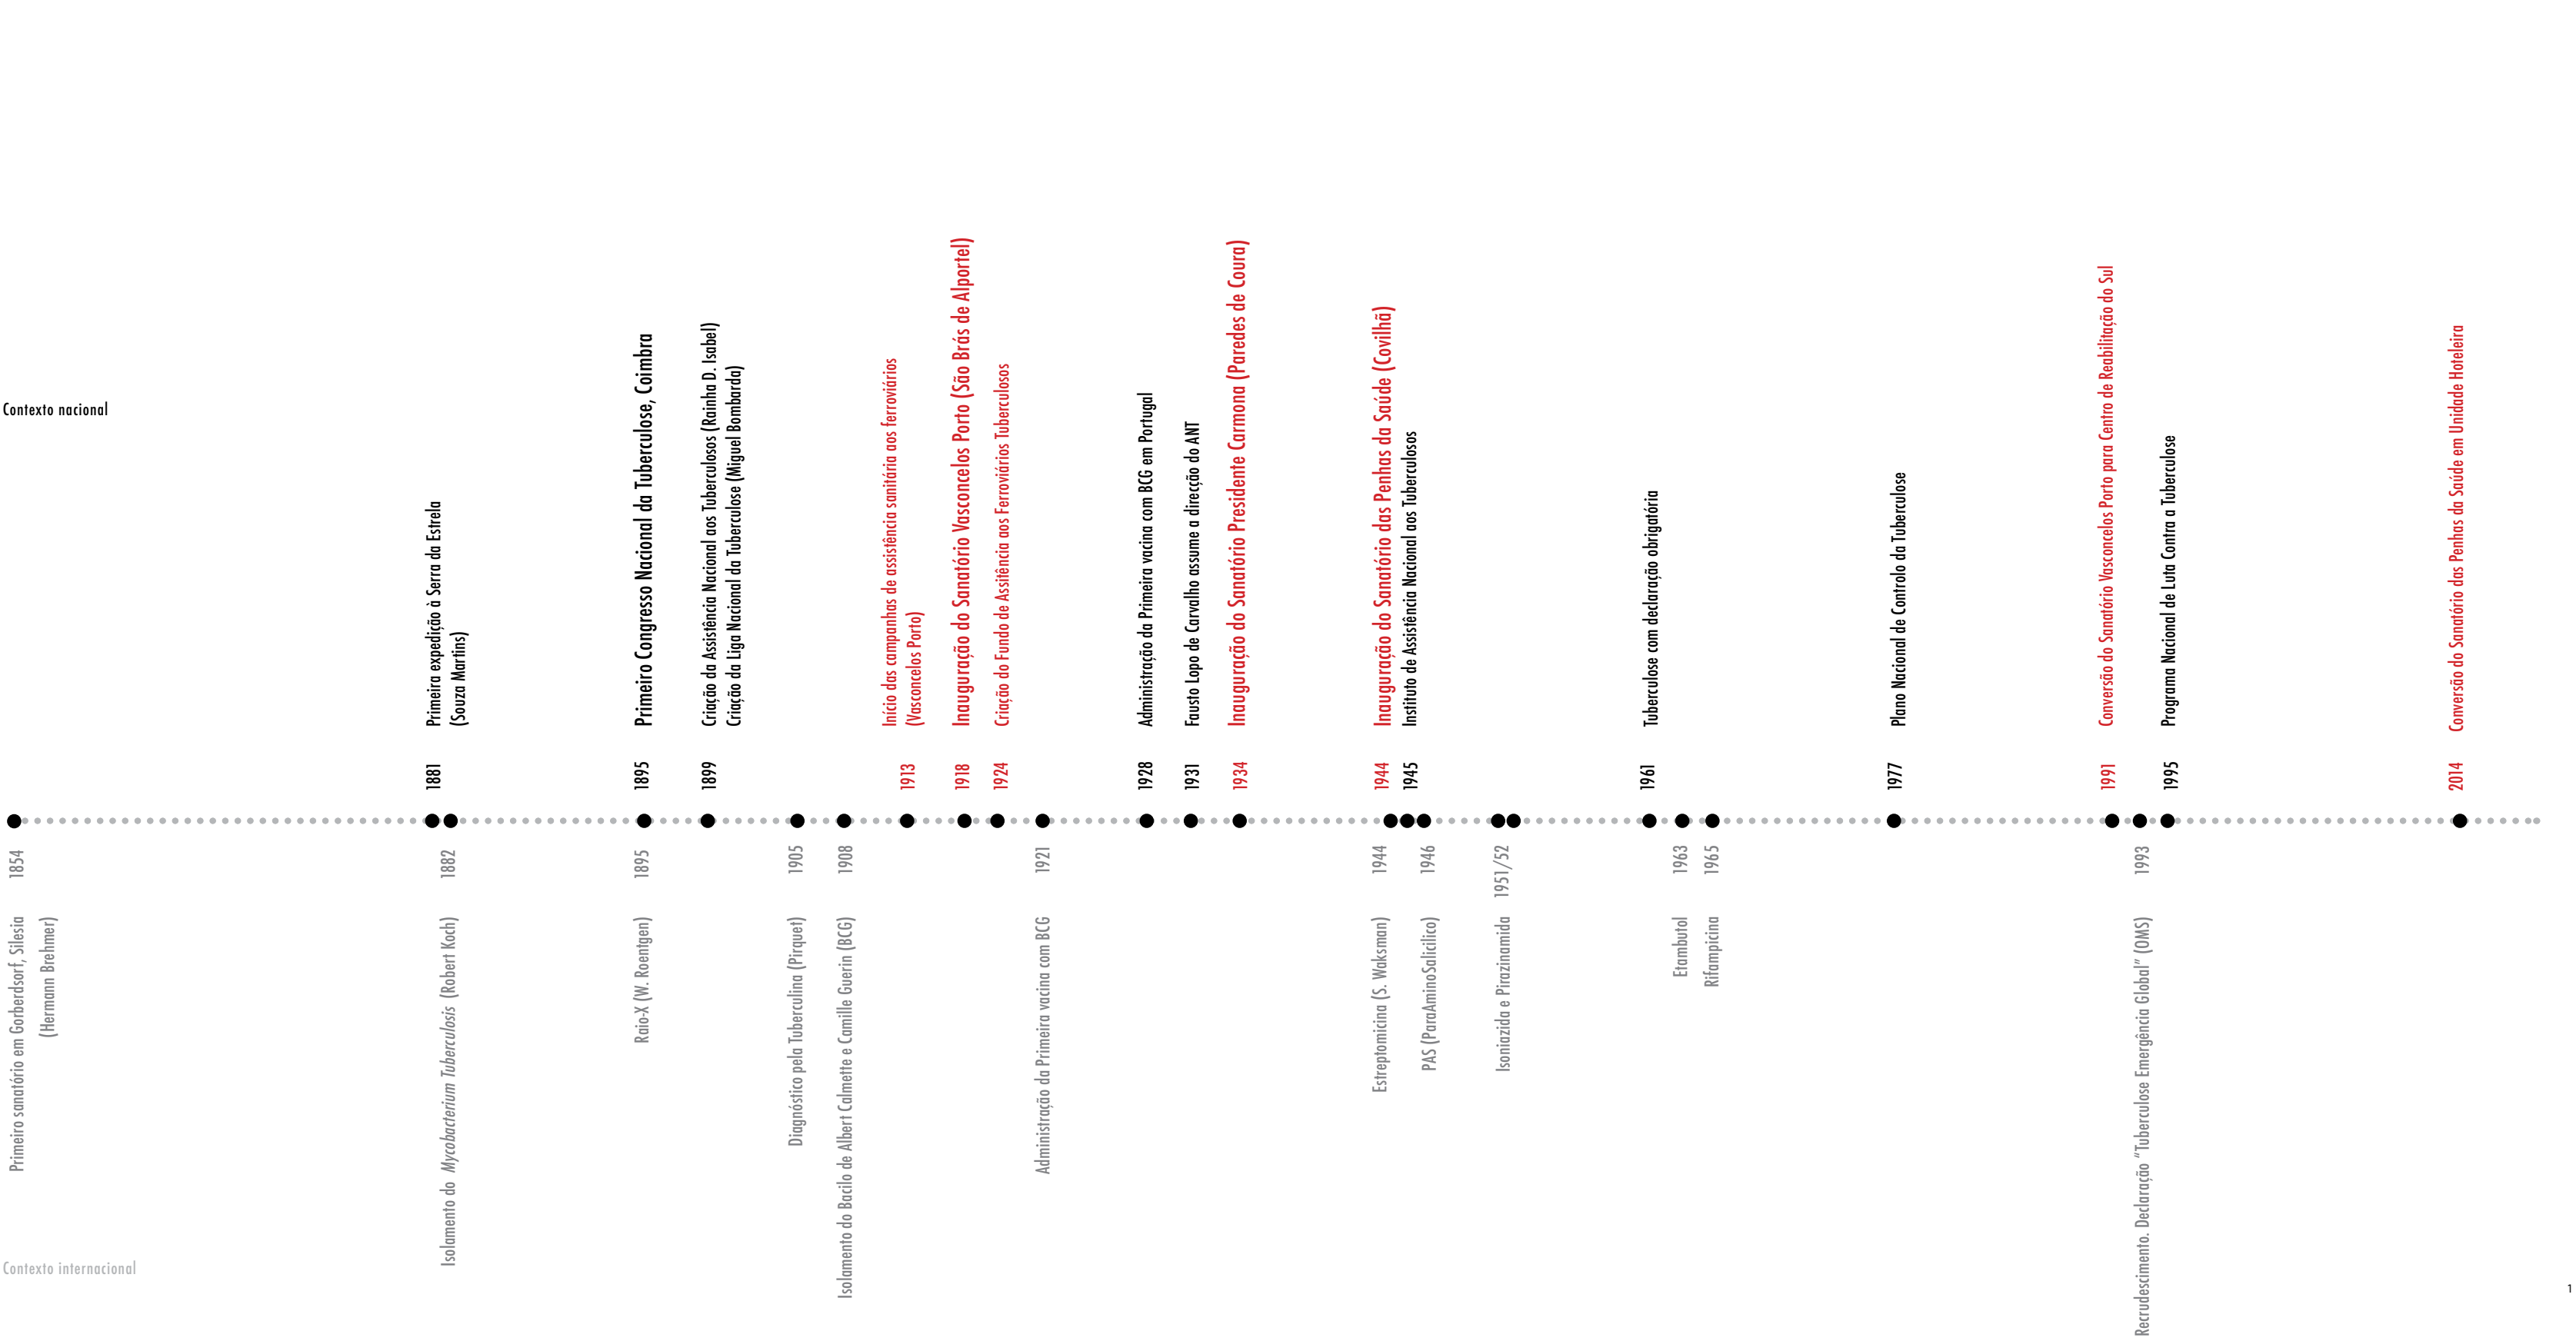 Contexto nacional
Primeira expedição à Serra da Estrela
(Souza Martins)
1881
Primeiro Congresso Nacional da Tuberculose, Coimbra
1895
Criação da Assistência Nacional aos Tuberculosos (Rainha D. Isabel)
Criação da Liga Nacional da Tuberculose (Miguel Bombarda)
1899
Início das campanhas de assistência sanitária aos ferroviários
(Vasconcelos Porto)
1913
Inauguração do Sanatório Vasconcelos Porto (São Brás de Alportel)
1918
Criação do Fundo de Assitência aos Ferroviários Tuberculosos
1924
Administração da Primeira vacina com BCG em Portugal
1928
Fausto Lopo de Carvalho assume a direcção do ANT
1931
Inauguração do Sanatório Presidente Carmona (Paredes de Coura)
1934
Inauguração do Sanatório das Penhas da Saúde (Covilhã)
1944
Instituto de Assistência Nacional aos Tuberculosos
1945
Tuberculose com declaração obrigatória
1961
Plano Nacional de Controlo da Tuberculose
1977
Conversão do Sanatório Vasconcelos Porto para Centro de Reabilitação do Sul
1991
Programa Nacional de Luta Contra a Tuberculose
1995
Conversão do Sanatório das Penhas da Saúde em Unidade Hoteleira
2014
1854
Primeiro sanatório em Gorberdsorf, Silesia
(Hermann Brehmer)
1882
Isolamento do Mycobacterium Tuberculosis (Robert Koch)
1895
Raio-X (W. Roentgen)
1905
Diagnóstico pela Tuberculina (Pirquet)
1908
Isolamento do Bacilo de Albert Calmette e Camille Guerin (BCG)
1921
Administração da Primeira vacina com BCG
1944
Estreptomicina (S. Waksman)
1946
PAS (ParaAminoSalicílico)
1951/52
Isoniazida e Pirazinamida
1963
Etambutol
1965
Rifampicina
1993
Recrudescimento. Declaração “Tuberculose Emergência Global” (OMS)
Contexto internacional
1